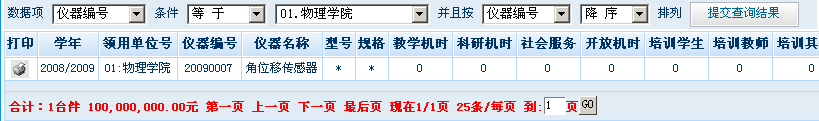 数据项 仪器编号 条件 等 于 01.物理学院 并且按 仪器编号 降 序 排列 提交查询结果
打印 学年 领用单位号 仪器编号 仪器名称 型号 规格 教学机时 科研机时 社会服务 开放机时 培训学生 培训教师 培训其
2008/2009 01:物理学院 20090007 角位移传感器 * * 0 0 0 0 0 0
合计：1台件 100,000,000.00元 第一页 上一页 下一页 最后页 现在1/1页 25条/每页 到:1页GO